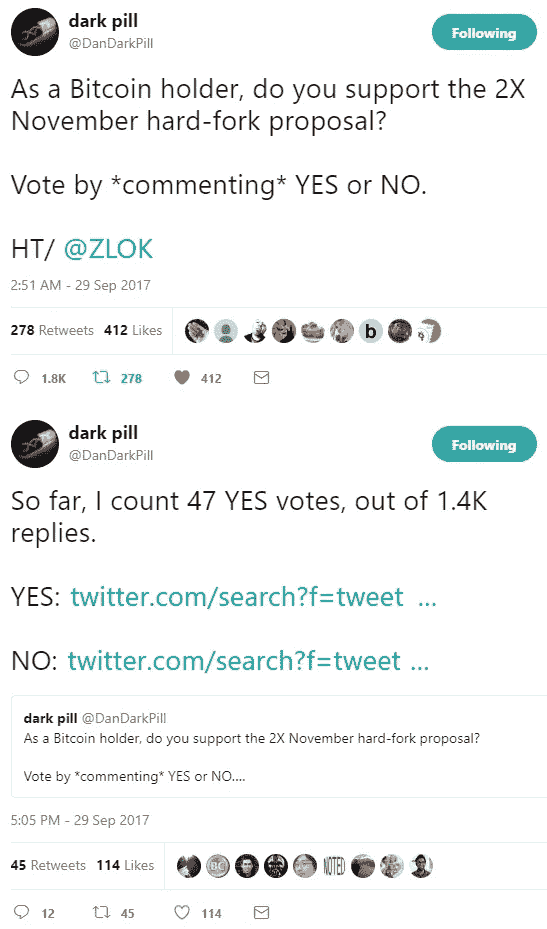 dark pill
@DanDarkPill
Following
As a Bitcoin holder, do you support the 2X
November hard-fork proposal?
Vote by *commenting* YES or NO.
HT/ @ZLOK
2:51 AM - 29 Sep 2017
278 Retweets 412 Likes
b
1.8K 278 412
dark pill
@DanDarkPill
Following
So far, I count 47 YES votes, out of 1.4K
replies.
YES: twitter.com/search?f=tweet ...
NO: twitter.com/search?f=tweet ...
dark pill @DanDarkPill
As a Bitcoin holder, do you support the 2X November hard-fork proposal?
Vote by *commenting* YES or NO....
5:05 PM - 29 Sep 2017
45 Retweets 114 Likes
BC
NOTED
12 45 114